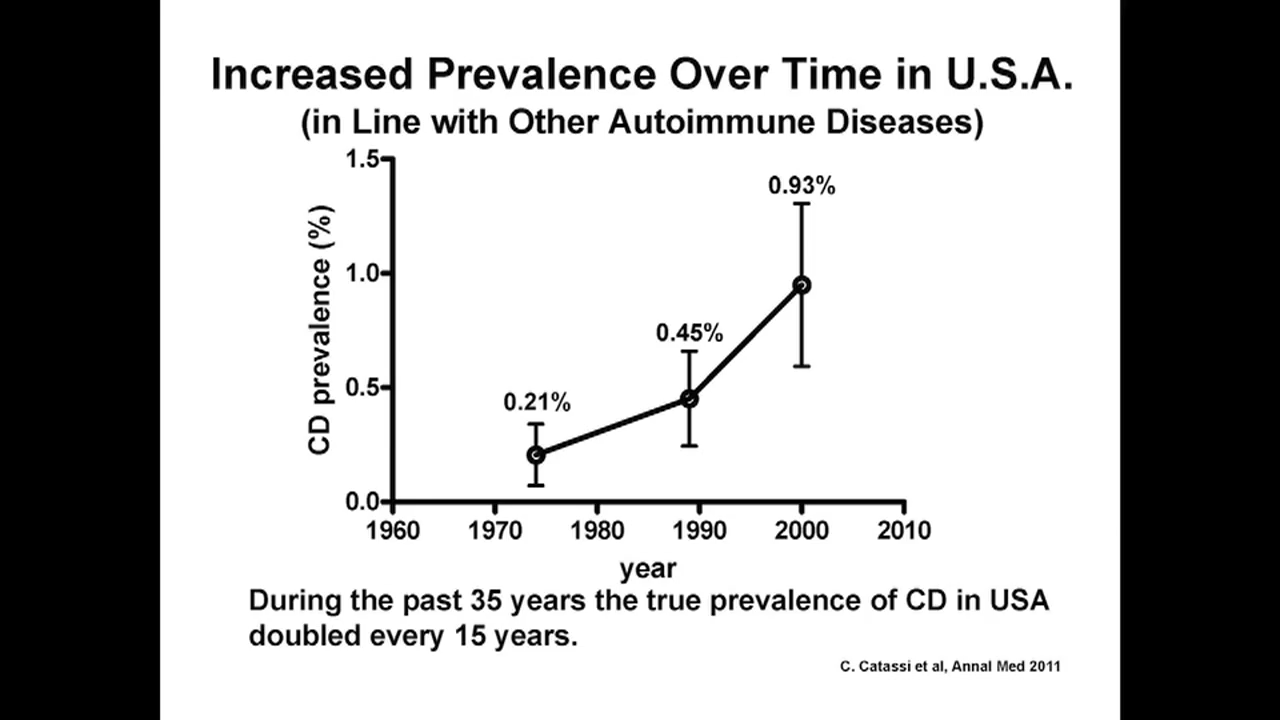 Increased Prevalence Over Time in U.S.A.
(in Line with Other Autoimmune Diseases)
1.5
0.93%
CD prevalence (%)
1.0
0.45%
0.5
0.21%
0.0
1960 1970 1980 1990 2000 2010
year
During the past 35 years the true prevalence of CD in USA
doubled every 15 years.
C. Catassi et al, Annal Med 2011